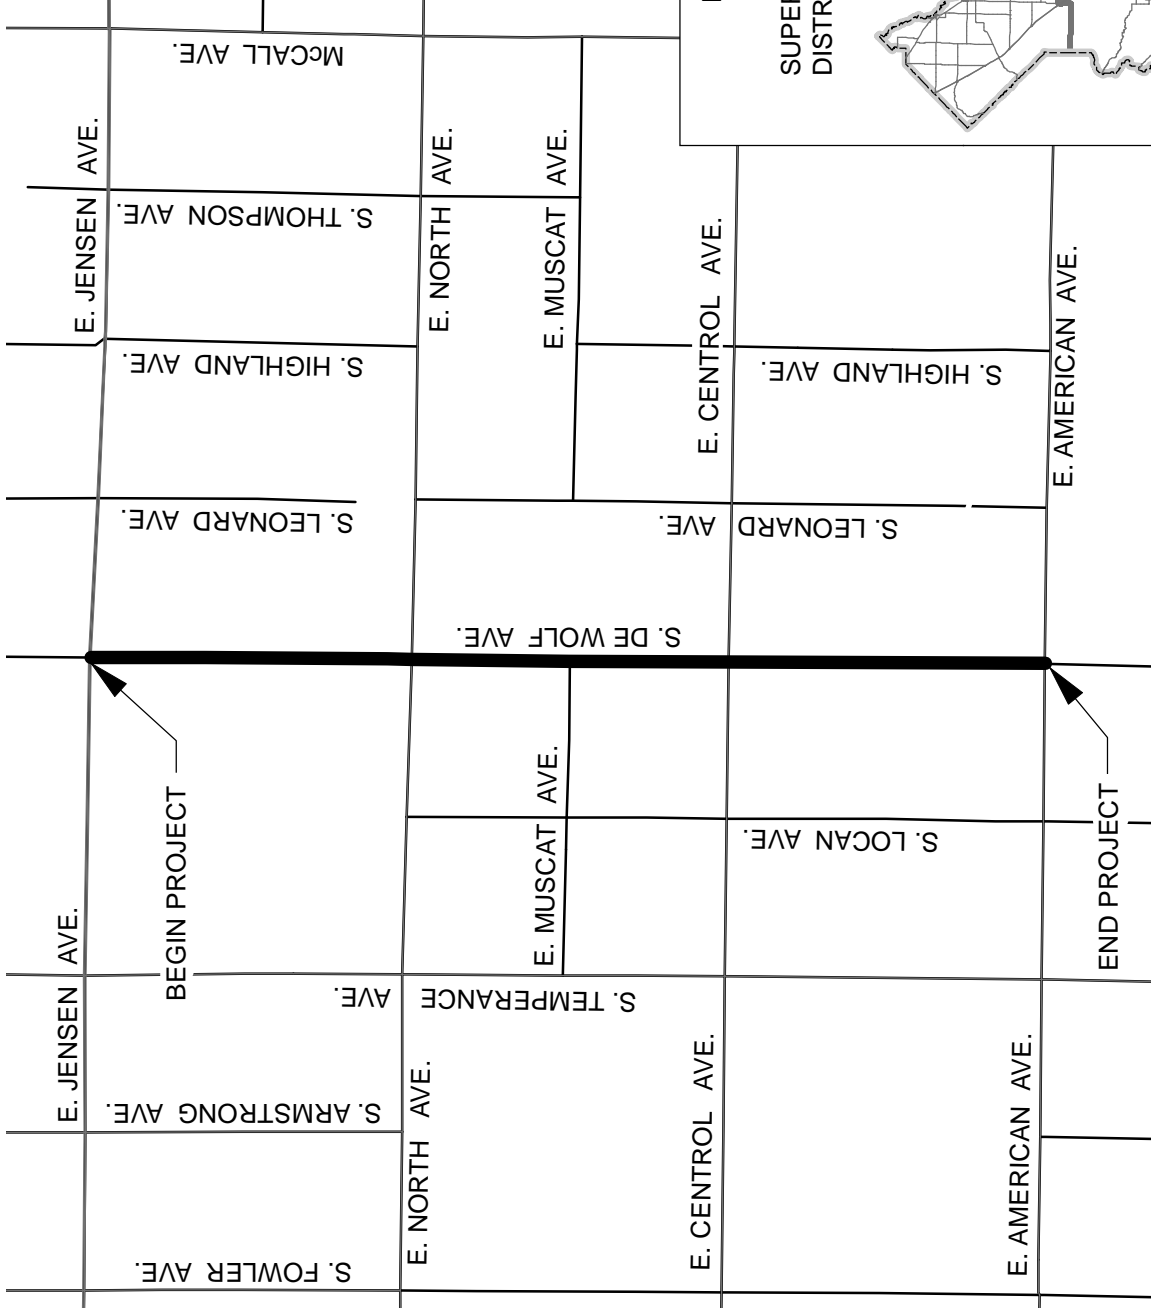 McCALL AVE.
E. JENSEN AVE.
S. THOMPSON AVE.
E. NORTH AVE.
E. MUSCAT AVE.
E. CENTROL AVE.
E. AMERICAN AVE.
S. HIGHLAND AVE.
S. HIGHLAND AVE.
S. LEONARD AVE.
S. LEONARD AVE.
S. DE WOLF AVE.
BEGIN PROJECT
E. MUSCAT AVE.
S. LOCAN AVE.
END PROJECT
E. JENSEN AVE.
S. TEMPERANCE AVE.
S. ARMSTRONG AVE.
E. NORTH AVE.
E. CENTROL AVE.
E. AMERICAN AVE.
S. FOWLER AVE.
SUPER
DISTR